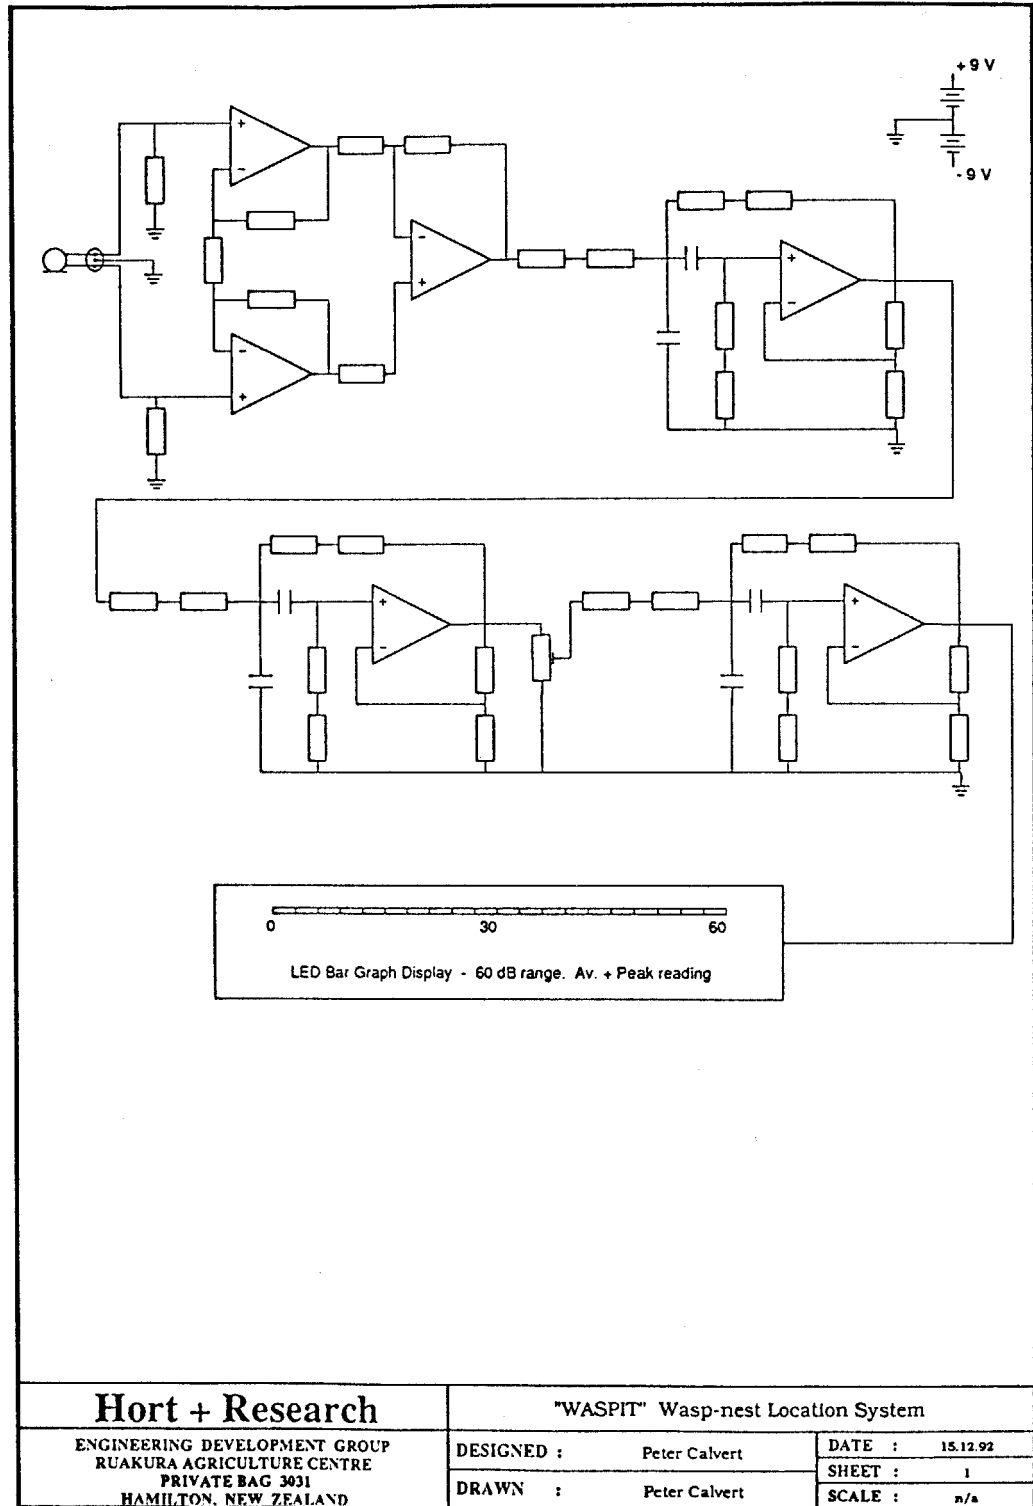 +9 V
-9 V
+
-
-
+
-
+
+
-
+
-
+
-
0 30 60
LED Bar Graph Display - 60 dB range. Av. + Peak reading
Hort + Research
ENGINEERING DEVELOPMENT GROUP
RUAKURA AGRICULTURE CENTRE
PRIVATE BAG 3031
HAMILTON, NEW ZEALAND
"WASPIT" Wasp-nest Location System
DESIGNED : Peter Calvert
DRAWN : Peter Calvert
DATE : 15.12.92
SHEET : 1
SCALE : n/a